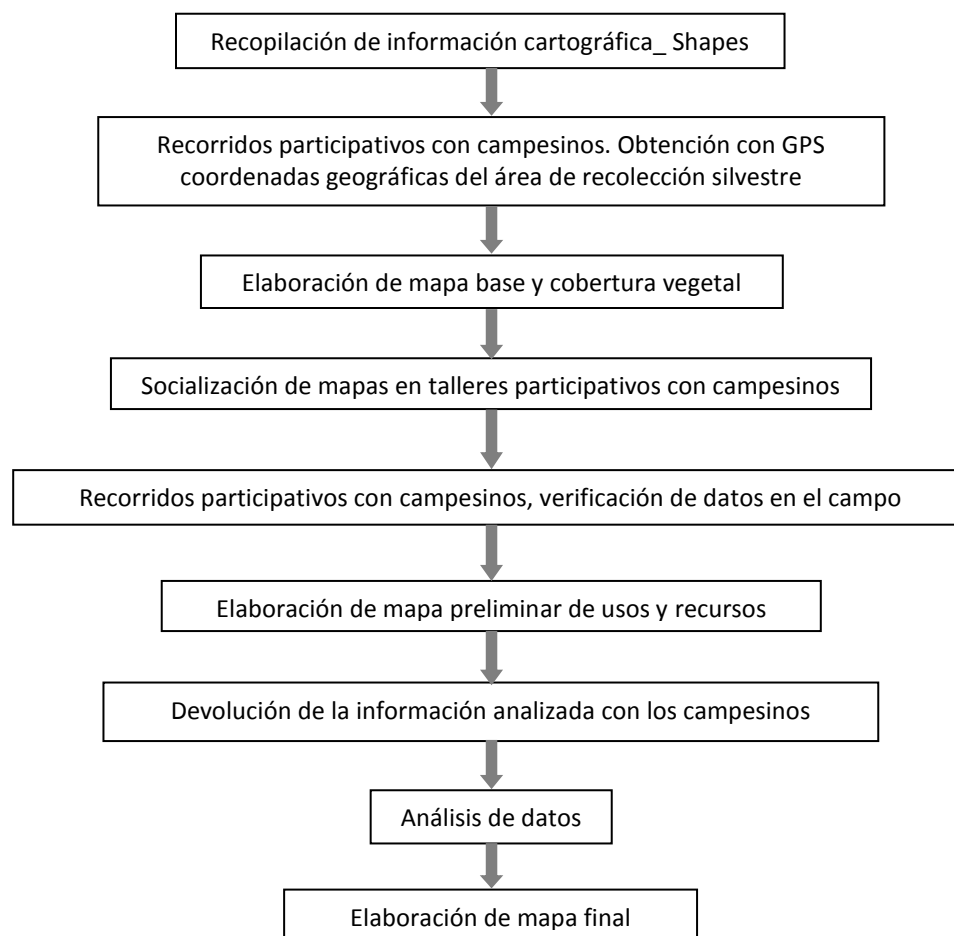 Recopilación de información cartográfica_ Shapes
Recorridos participativos con campesinos. Obtención con GPS
coordenadas geográficas del área de recolección silvestre
Elaboración de mapa base y cobertura vegetal
Socialización de mapas en talleres participativos con campesinos
Recorridos participativos con campesinos, verificación de datos en el campo
Elaboración de mapa preliminar de usos y recursos
Devolución de la información analizada con los campesinos
Análisis de datos
Elaboración de mapa final